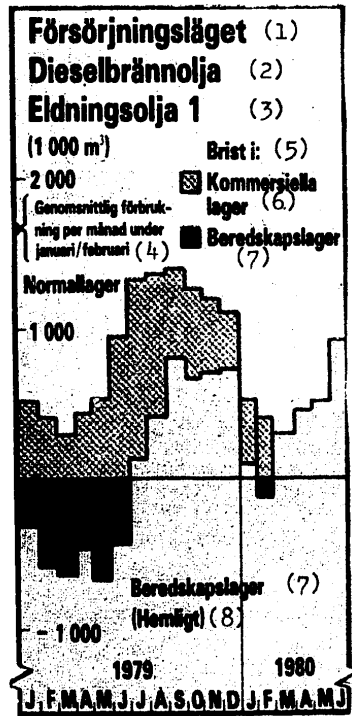 Försörjningsläget (1)
Dieselbrännolja (2)
Eldningsolja 1 (3)
(1 000 m³)
Brist i: (5)
2 000
Kommersiella
lager (6)
Genomsnittlig förbruk-
ning per månad under
januari/februari (4)
Beredskapslager
(7)
Normallager
1 000
Beredskapslager (7)
(Hemligt) (8)
- 1 000
1979 1980
J F M A M J J A S O N D J F M A M J